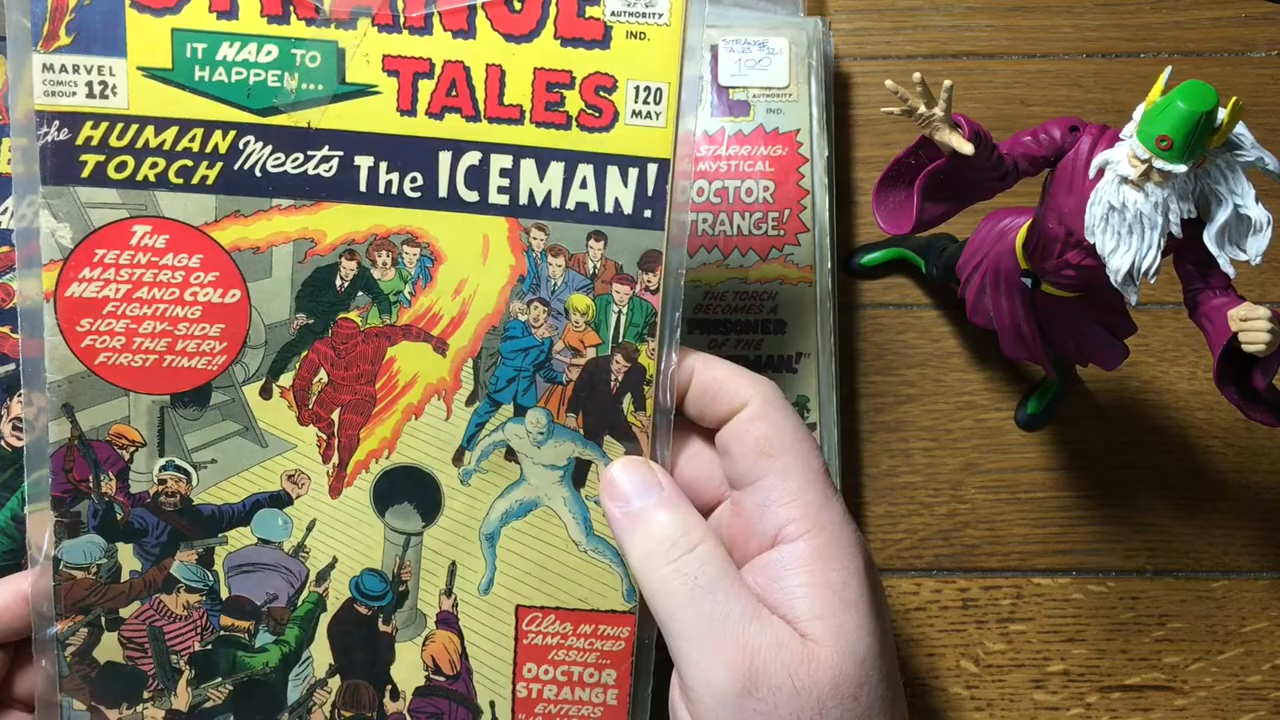 STRANGE
TALES
AUTHORITY
IND.
IT HAD TO
HAPPEN...
MARVEL
COMICS
GROUP 12¢
120
MAY
the HUMAN
TORCH Meets The ICEMAN!
THE
TEEN-AGE
MASTERS OF
HEAT AND COLD
FIGHTING
SIDE-BY-SIDE
FOR THE VERY
FIRST TIME!!
Also, IN THIS
JAM-PACKED
ISSUE...
DOCTOR
STRANGE
ENTERS
STRANGE
TALES #121
1.00
AUTHORITY
IND.
STARRING:
MYSTICAL
DOCTOR
TRANGE!
THE TORCH
BECOMES A
PRISONER
OF THE